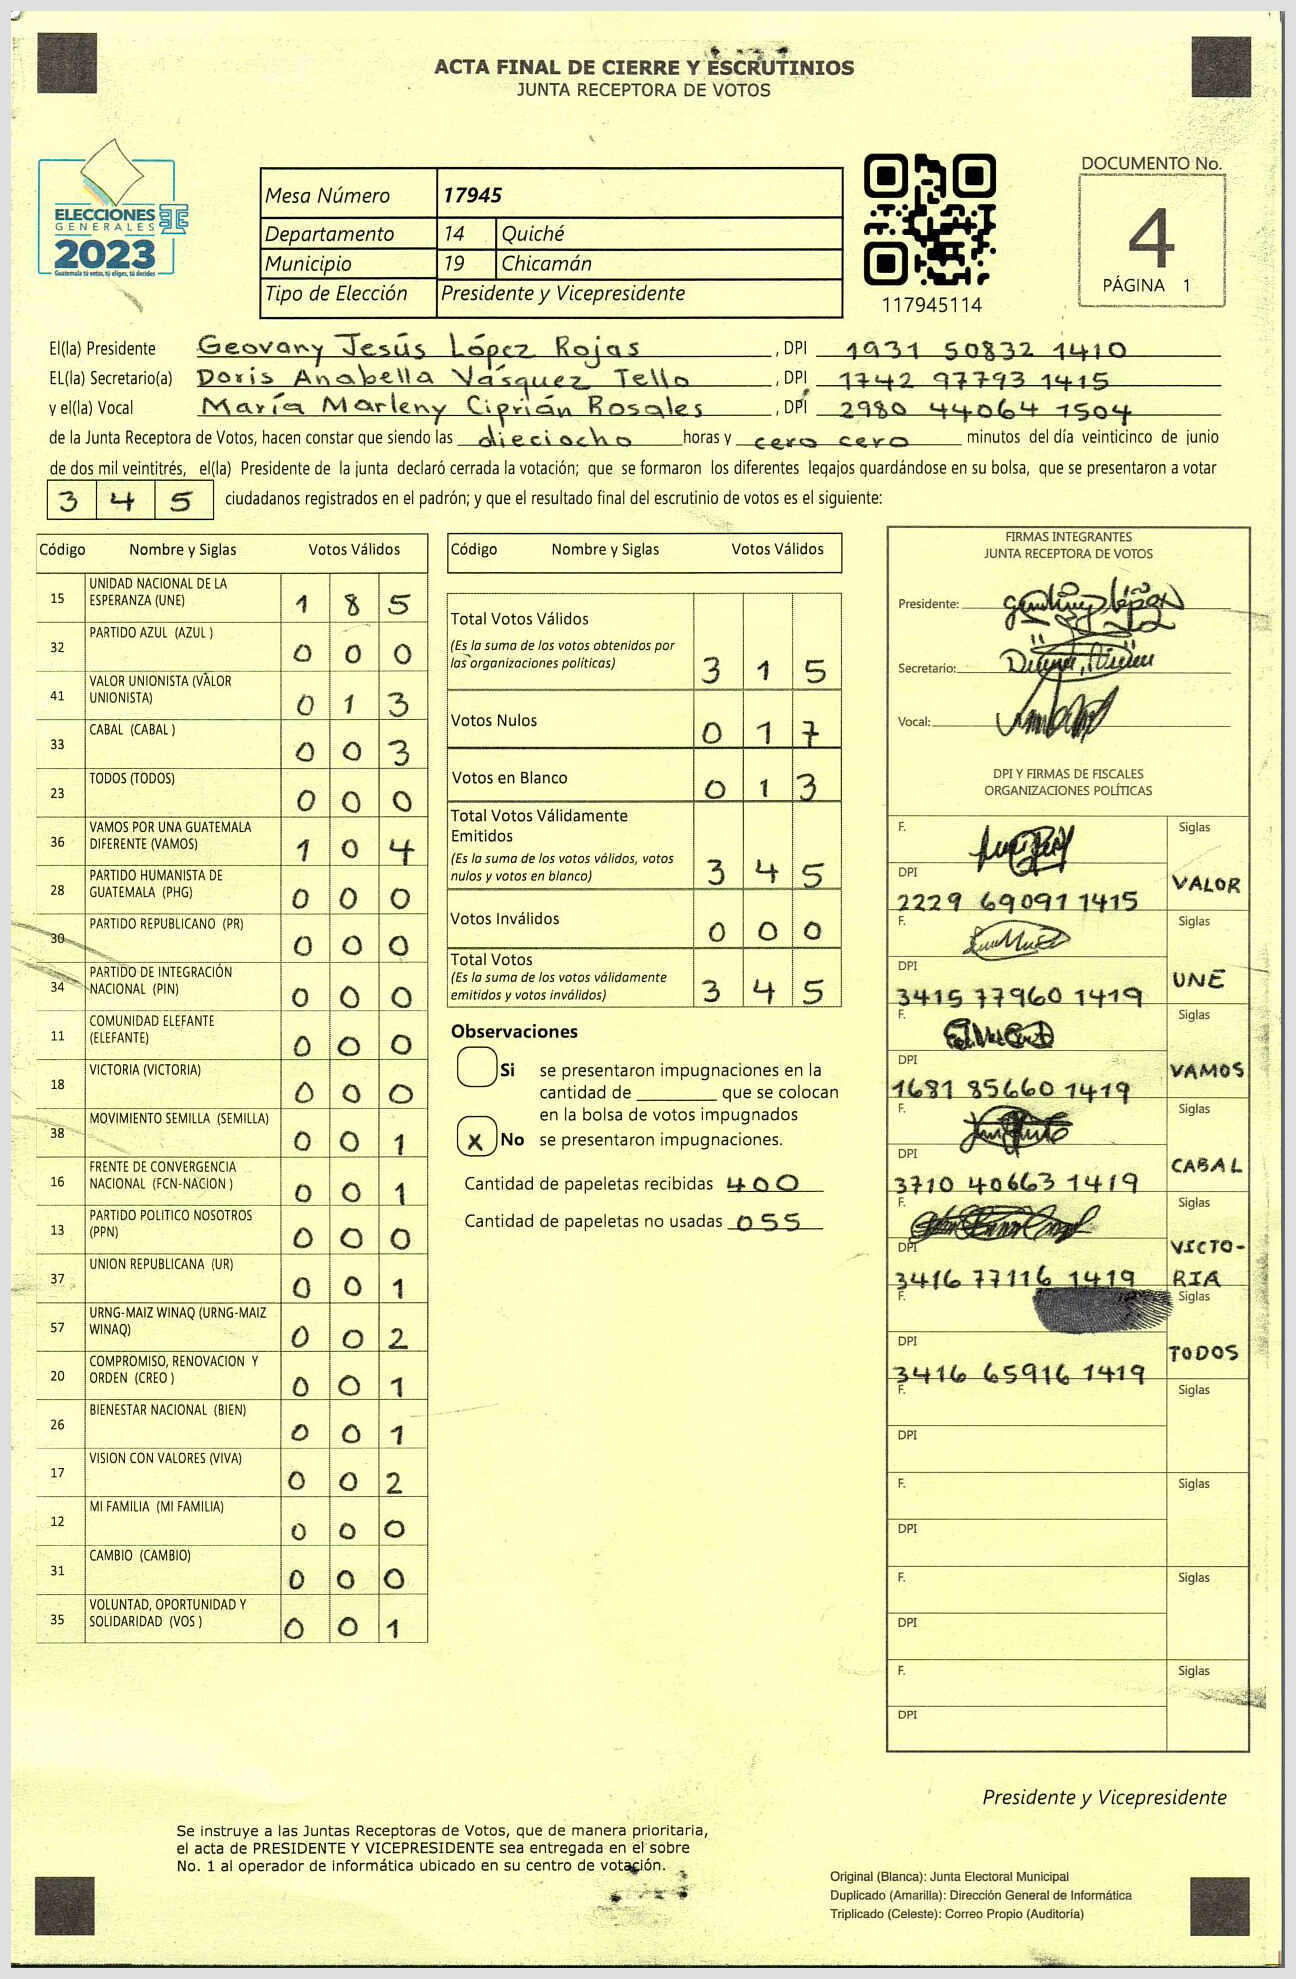 ACTA FINAL DE CIERRE Y ESCRUTINIOS
JUNTA RECEPTORA DE VOTOS
ELECCIONES
GENERALES
2023
Guatemala tú votas, tú eliges, tú decides
Mesa Número 17945
Departamento 14 Quiché
Municipio 19 Chicamán
Tipo de Elección Presidente y Vicepresidente
117945114
DOCUMENTO No.
4
PÁGINA 1
El(la) Presidente Geovany Jesús López Rojas , DPI 1931 50832 1410
EL(la) Secretario(a) Doris Anabella Vásquez Tello , DPI 1742 97793 1415
y el(la) Vocal María Marleny Ciprián Rosales , DPI 2980 44064 1504
de la Junta Receptora de Votos, hacen constar que siendo las dieciocho horas y cero cero minutos del día veinticinco de junio
de dos mil veintitrés, el(la) Presidente de la junta declaró cerrada la votación; que se formaron los diferentes legajos guardándose en su bolsa, que se presentaron a votar
3 4 5 ciudadanos registrados en el padrón; y que el resultado final del escrutinio de votos es el siguiente:
Código Nombre y Siglas Votos Válidos
15 UNIDAD NACIONAL DE LA ESPERANZA (UNE) 1 8 5
32 PARTIDO AZUL (AZUL ) 0 0 0
41 VALOR UNIONISTA (VALOR UNIONISTA) 0 1 3
33 CABAL (CABAL ) 0 0 3
23 TODOS (TODOS) 0 0 0
36 VAMOS POR UNA GUATEMALA DIFERENTE (VAMOS) 1 0 4
28 PARTIDO HUMANISTA DE GUATEMALA (PHG) 0 0 0
30 PARTIDO REPUBLICANO (PR) 0 0 0
34 PARTIDO DE INTEGRACIÓN NACIONAL (PIN) 0 0 0
11 COMUNIDAD ELEFANTE (ELEFANTE) 0 0 0
18 VICTORIA (VICTORIA) 0 0 0
38 MOVIMIENTO SEMILLA (SEMILLA) 0 0 1
16 FRENTE DE CONVERGENCIA NACIONAL (FCN-NACION ) 0 0 1
13 PARTIDO POLITICO NOSOTROS (PPN) 0 0 0
37 UNION REPUBLICANA (UR) 0 0 1
57 URNG-MAIZ WINAQ (URNG-MAIZ WINAQ) 0 0 2
20 COMPROMISO, RENOVACION Y ORDEN (CREO ) 0 0 1
26 BIENESTAR NACIONAL (BIEN) 0 0 1
17 VISION CON VALORES (VIVA) 0 0 2
12 MI FAMILIA (MI FAMILIA) 0 0 0
31 CAMBIO (CAMBIO) 0 0 0
35 VOLUNTAD, OPORTUNIDAD Y SOLIDARIDAD (VOS ) 0 0 1
Código Nombre y Siglas Votos Válidos
Total Votos Válidos
(Es la suma de los votos obtenidos por
las organizaciones políticas) 3 1 5
Votos Nulos 0 1 7
Votos en Blanco 0 1 3
Total Votos Válidamente
Emitidos
(Es la suma de los votos válidos, votos
nulos y votos en blanco) 3 4 5
Votos Inválidos 0 0 0
Total Votos
(Es la suma de los votos válidamente
emitidos y votos inválidos) 3 4 5
Observaciones
Si se presentaron impugnaciones en la
cantidad de ________ que se colocan
en la bolsa de votos impugnados
X No se presentaron impugnaciones.
Cantidad de papeletas recibidas 400
Cantidad de papeletas no usadas 055
FIRMAS INTEGRANTES
JUNTA RECEPTORA DE VOTOS
Presidente:
Secretario:
Vocal:
DPI Y FIRMAS DE FISCALES
ORGANIZACIONES POLÍTICAS
F. Siglas
DPI VALOR
2229 69091 1415
F. Siglas
DPI UNE
3415 77960 1419
F. Siglas
DPI VAMOS
1681 85660 1419
F. Siglas
DPI CABAL
3710 40663 1419
F. Siglas
DPI VICTO-
3416 77116 1419 RIA
F. Siglas
DPI TODOS
3416 65916 1419
F. Siglas
DPI
F. Siglas
DPI
F. Siglas
DPI
F. Siglas
DPI
Presidente y Vicepresidente
Se instruye a las Juntas Receptoras de Votos, que de manera prioritaria,
el acta de PRESIDENTE Y VICEPRESIDENTE sea entregada en el sobre
No. 1 al operador de informática ubicado en su centro de votación.
Original (Blanca): Junta Electoral Municipal
Duplicado (Amarilla): Dirección General de Informática
Triplicado (Celeste): Correo Propio (Auditoría)